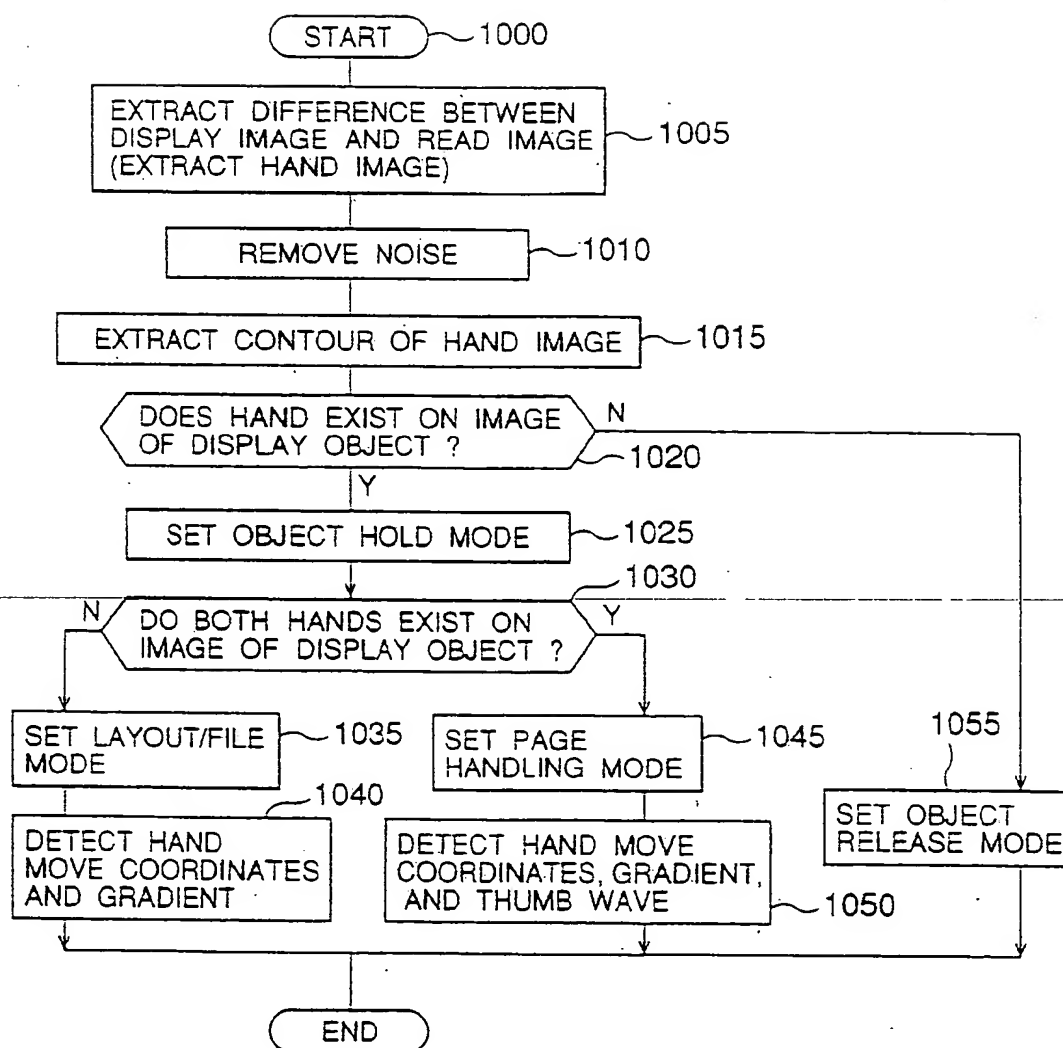 START
1000
EXTRACT DIFFERENCE BETWEEN
DISPLAY IMAGE AND READ IMAGE
(EXTRACT HAND IMAGE)
1005
REMOVE NOISE
1010
EXTRACT CONTOUR OF HAND IMAGE
1015
DOES HAND EXIST ON IMAGE
OF DISPLAY OBJECT ?
N
1020
Y
SET OBJECT HOLD MODE
1025
1030
N
DO BOTH HANDS EXIST ON
IMAGE OF DISPLAY OBJECT ?
Y
SET LAYOUT/FILE
MODE
1035
SET PAGE
HANDLING MODE
1045
1055
1040
DETECT HAND
MOVE COORDINATES
AND GRADIENT
DETECT HAND MOVE
COORDINATES, GRADIENT,
AND THUMB WAVE
1050
SET OBJECT
RELEASE MODE
END